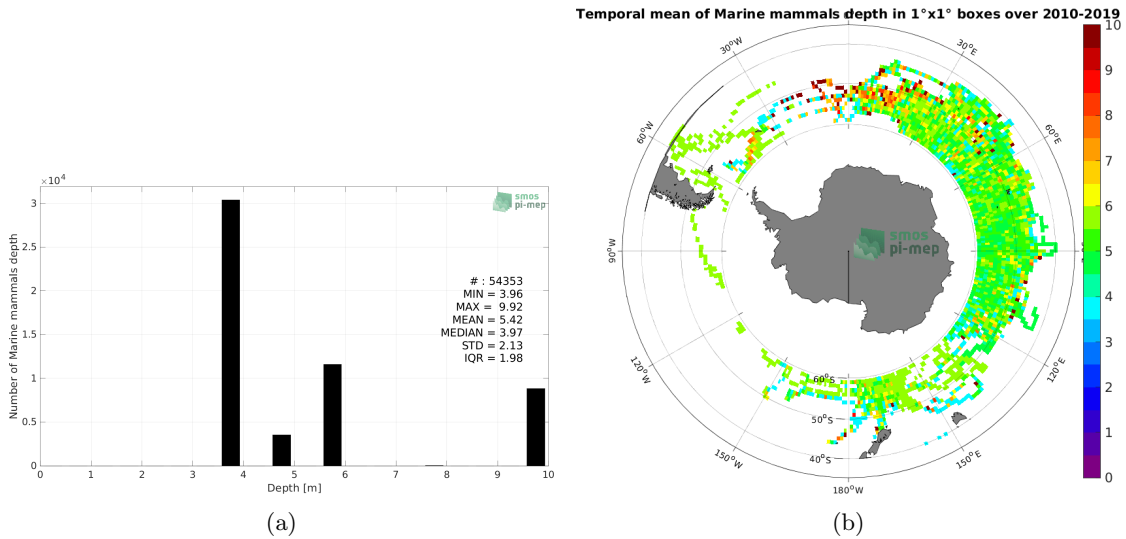 ×10⁴
3
2.5
2
1.5
1
0.5
0
0 1 2 3 4 5 6 7 8 9 10
Number of Marine mammals depth
Depth [m]
smos
pi-mep
# : 54353
MIN = 3.96
MAX = 9.92
MEAN = 5.42
MEDIAN = 3.97
STD = 2.13
IQR = 1.98
(a)
Temporal mean of Marine mammals depth in 1°x1° boxes over 2010-2019
0°
30°W
30°E
60°W
60°E
90°W
smos
pi-mep
120°W
120°E
60°S
50°S
40°S
150°W
150°E
180°W
10
9
8
7
6
5
4
3
2
1
0
(b)